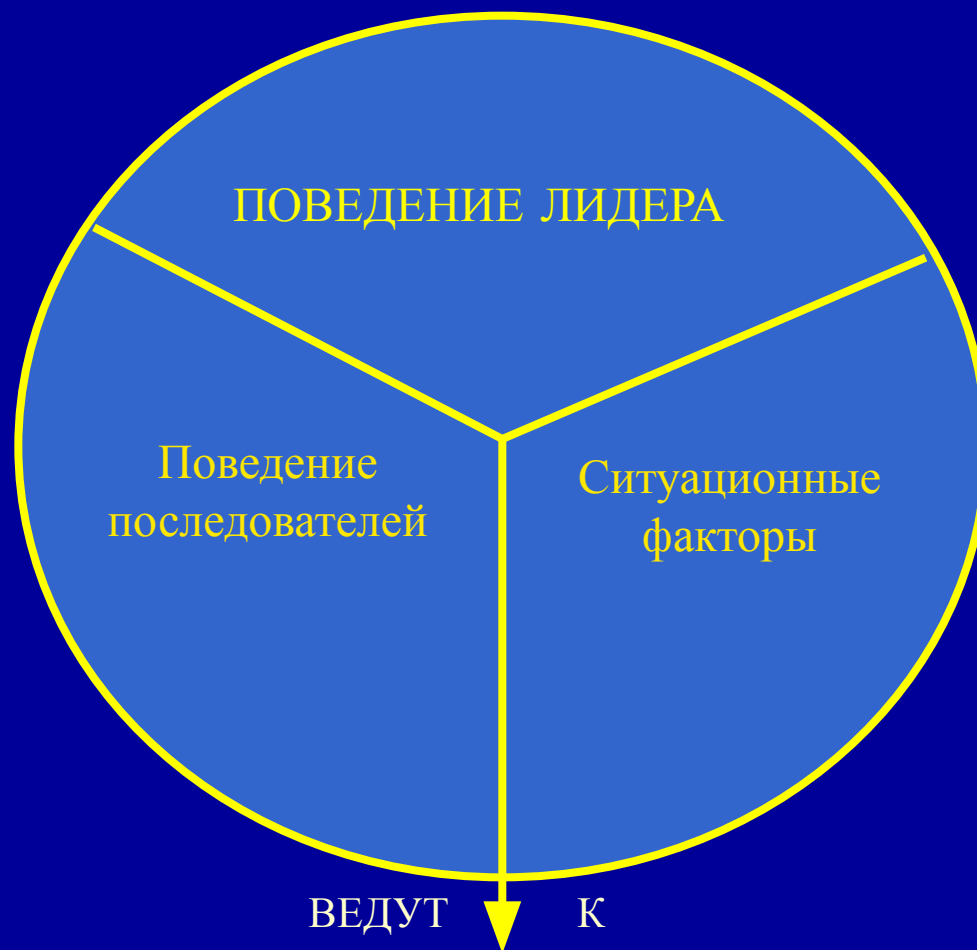 ПОВЕДЕНИЕ ЛИДЕРА
Поведение
последователей
Ситуационные
факторы
ВЕДУТ К